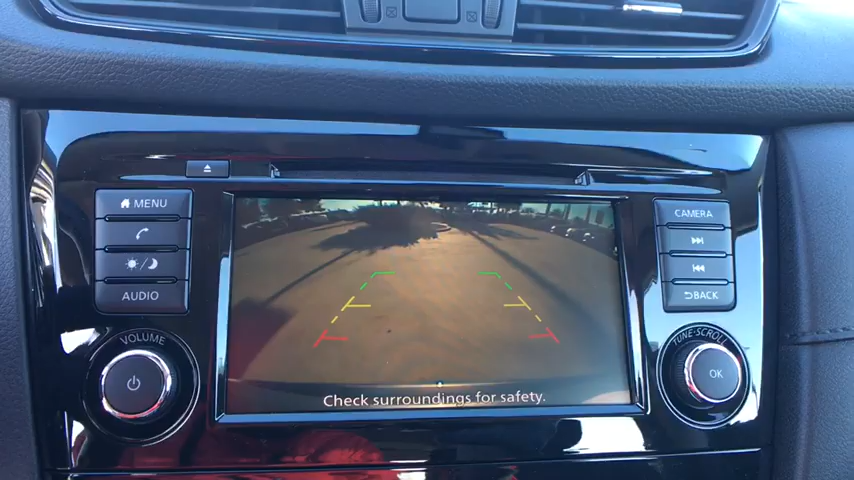 MENU
AUDIO
VOLUME
CAMERA
BACK
TUNE·SCROLL
OK
Check surroundings for safety.